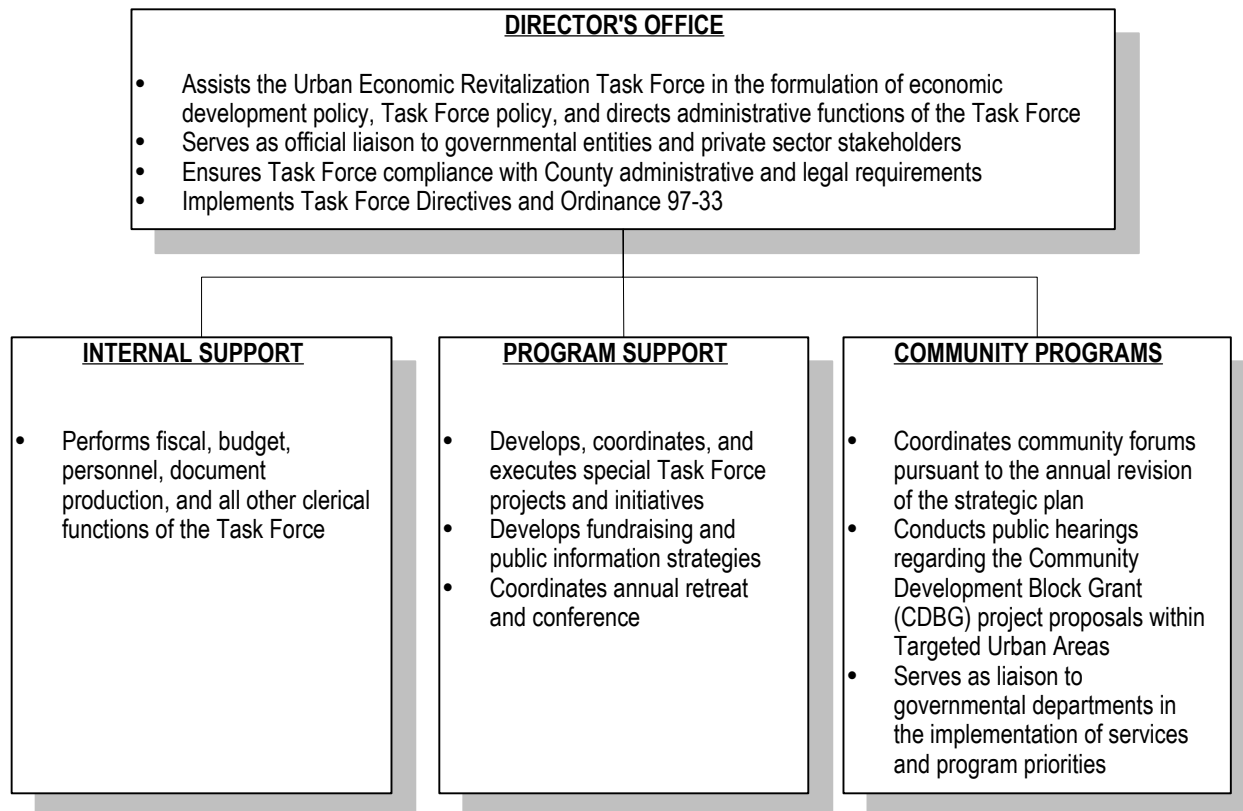 DIRECTOR'S OFFICE
• Assists the Urban Economic Revitalization Task Force in the formulation of economic
development policy, Task Force policy, and directs administrative functions of the Task Force
• Serves as official liaison to governmental entities and private sector stakeholders
• Ensures Task Force compliance with County administrative and legal requirements
• Implements Task Force Directives and Ordinance 97-33
INTERNAL SUPPORT
• Performs fiscal, budget,
personnel, document
production, and all other clerical
functions of the Task Force
PROGRAM SUPPORT
• Develops, coordinates, and
executes special Task Force
projects and initiatives
• Develops fundraising and
public information strategies
• Coordinates annual retreat
and conference
COMMUNITY PROGRAMS
• Coordinates community forums
pursuant to the annual revision
of the strategic plan
• Conducts public hearings
regarding the Community
Development Block Grant
(CDBG) project proposals within
Targeted Urban Areas
• Serves as liaison to
governmental departments in
the implementation of services
and program priorities